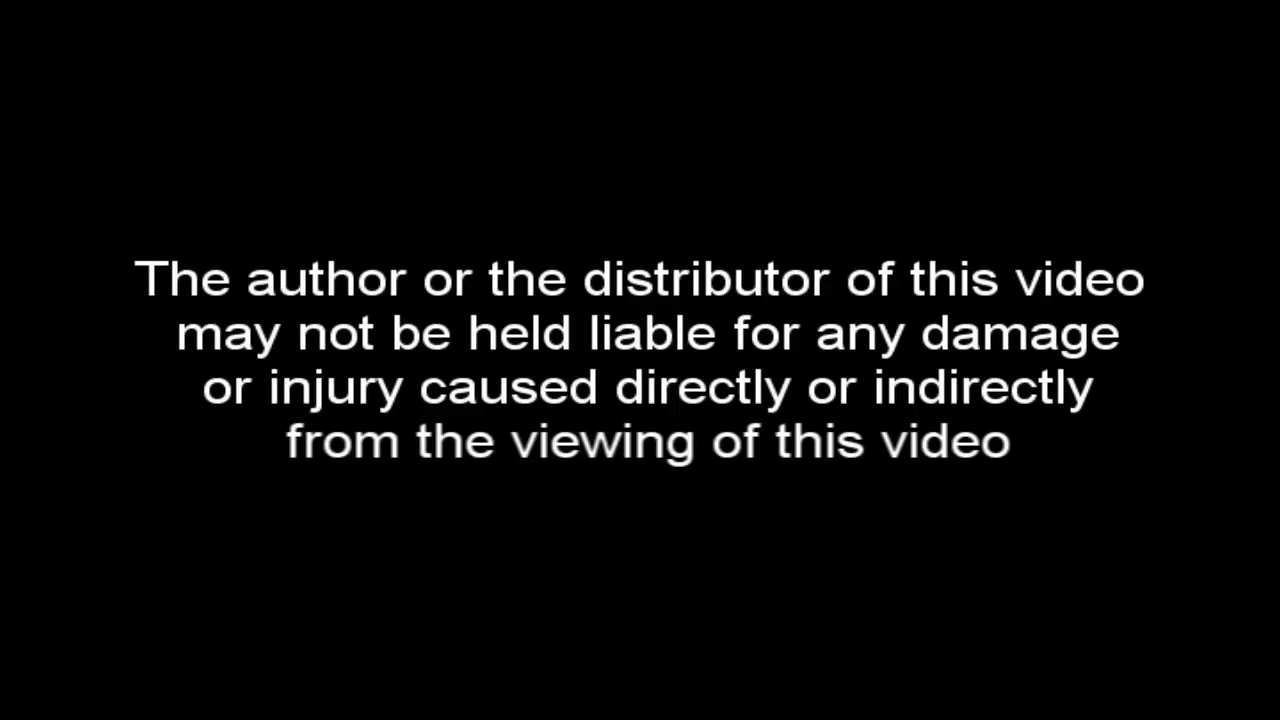 The author or the distributor of this video
may not be held liable for any damage
or injury caused directly or indirectly
from the viewing of this video